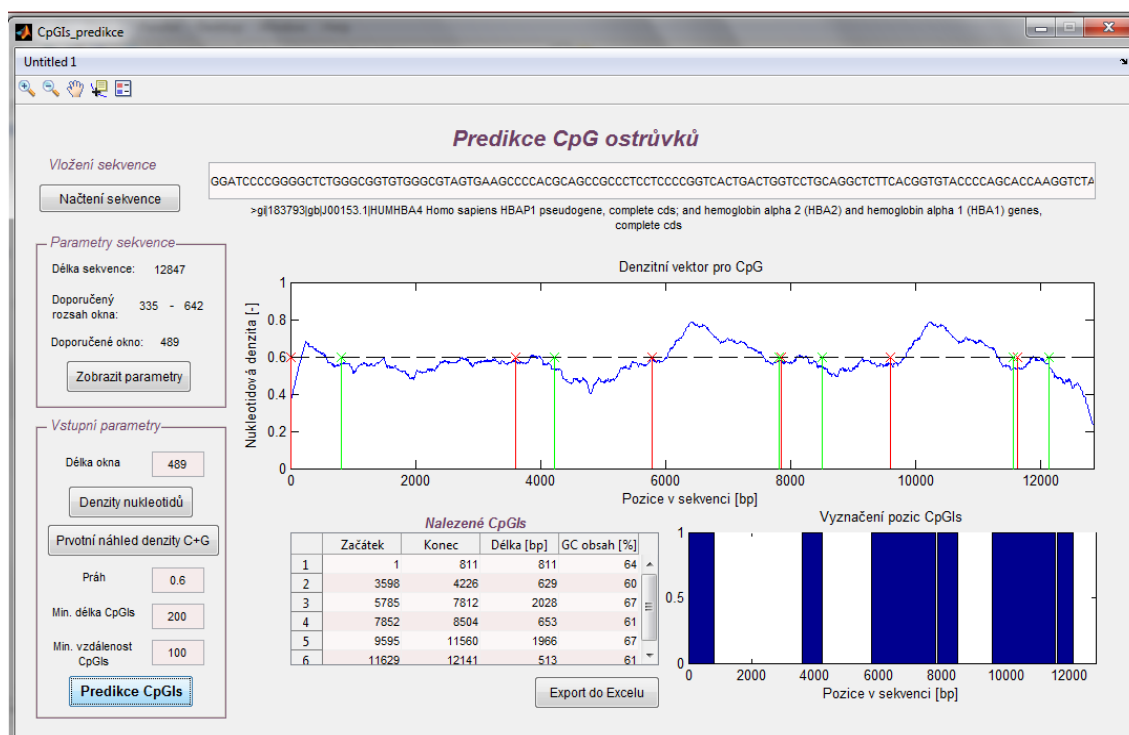 CpGIs_predikce
Untitled 1
Predikce CpG ostrůvků
Vložení sekvence
Načtení sekvence
GGATCCCCGGGGCTCTGGGCGGTGTGGGCGTAGTGAAGCCCCACGCAGCCGCCCTCCTCCCCGGTCACTGACTGGTCCTGCAGGCTCTTCACGGTGTACCCCAGCACCAAGGTCTA
>gi|183793|gb|J00153.1|HUMHBA4 Homo sapiens HBAP1 pseudogene, complete cds; and hemoglobin alpha 2 (HBA2) and hemoglobin alpha 1 (HBA1) genes,
complete cds
Parametry sekvence
Délka sekvence: 12847
Doporučený
rozsah okna: 335 - 642
Doporučené okno: 489
Zobrazit parametry
Vstupní parametry
Délka okna 489
Denzity nukleotidů
Prvotní náhled denzity C+G
Práh 0.6
Min. délka CpGIs 200
Min. vzdálenost
CpGIs 100
Predikce CpGIs
Denzitní vektor pro CpG
Nukleotidová denzita [-]
1
0.8
0.6
0.4
0.2
0
0 2000 4000 6000 8000 10000 12000
Pozice v sekvenci [bp]
Nalezené CpGIs
Začátek Konec Délka [bp] GC obsah [%]
1 1 811 811 64
2 3598 4226 629 60
3 5785 7812 2028 67
4 7852 8504 653 61
5 9595 11560 1966 67
6 11629 12141 513 61
Export do Excelu
Vyznačení pozic CpGIs
1
0.5
0
0 2000 4000 6000 8000 10000 12000
Pozice v sekvenci [bp]